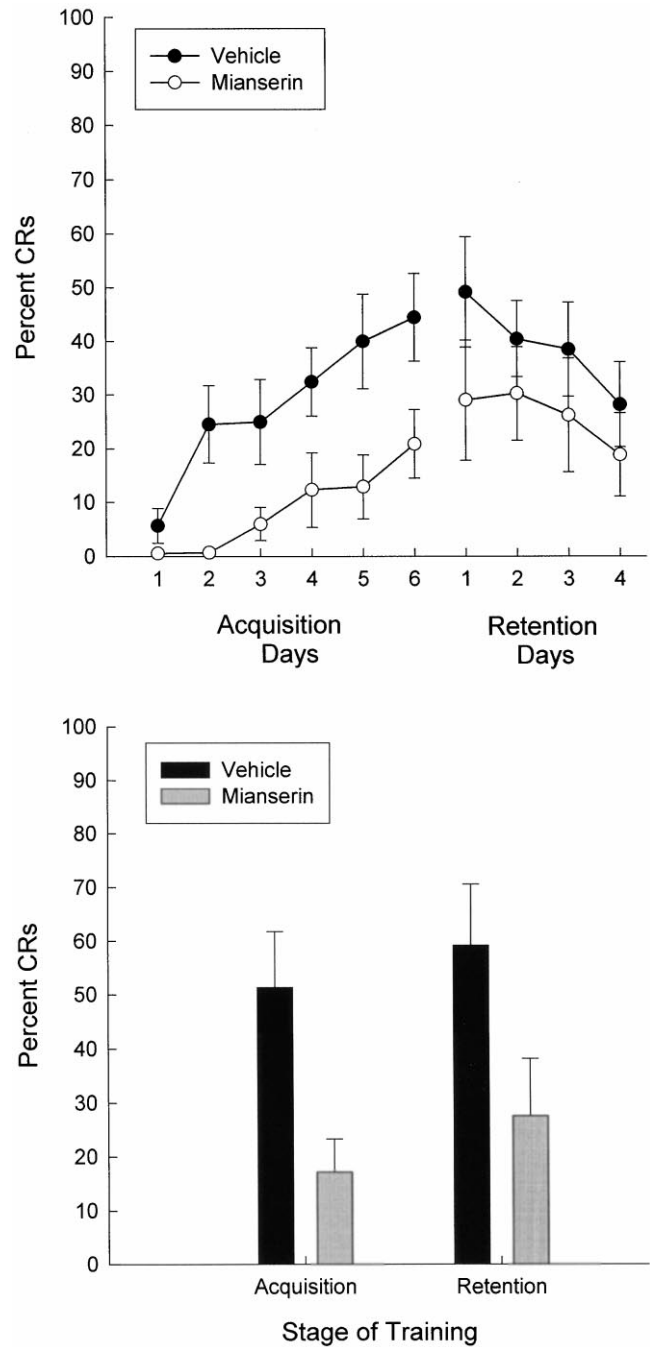 100
90
80
70
60
50
40
30
20
10
0
Percent CRs
Vehicle
Mianserin
1 2 3 4 5 6 1 2 3 4
Acquisition Days
Retention Days
100
90
80
70
60
50
40
30
20
10
0
Percent CRs
Vehicle
Mianserin
Acquisition Retention
Stage of Training